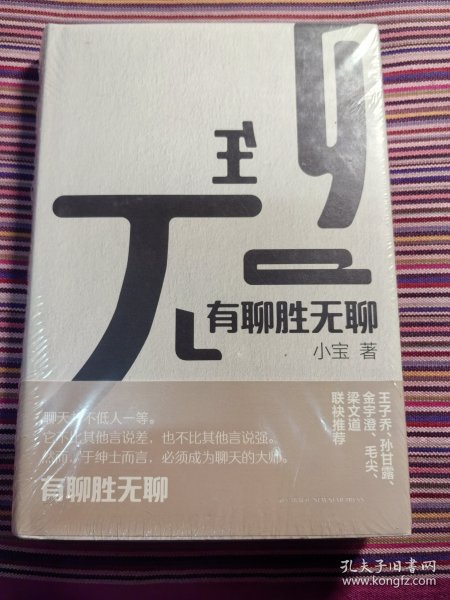 有聊胜无聊
小宝 著
王子乔、孙甘露、
金宇澄、毛尖、
梁文道
联袂推荐
聊天并不低人一等。
它不比其他言说差，也不比其他言说强。
然而，于绅士而言，必须成为聊天的大师。
有聊胜无聊
孔夫子旧书网
www.kongfz.com